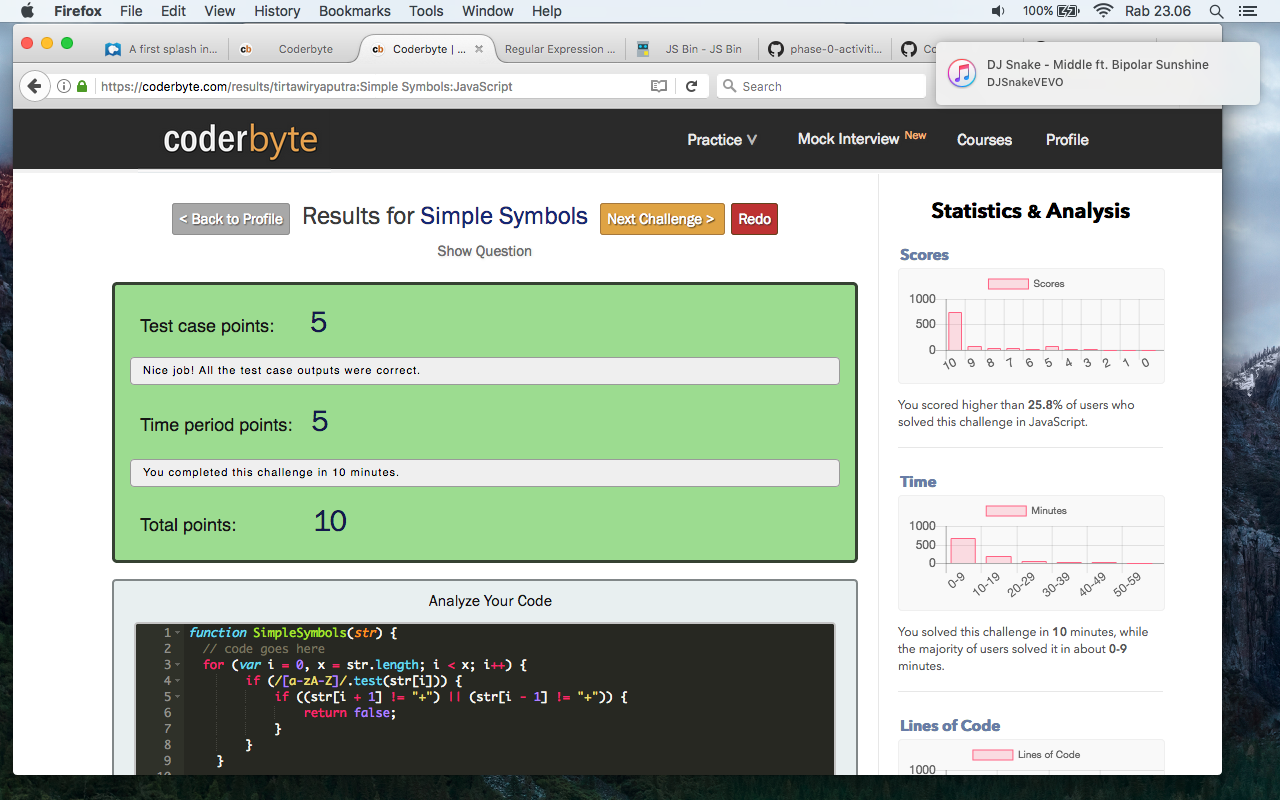 Firefox File Edit View History Bookmarks Tools Window Help 100% Rab 23.06
A first splash in... Coderbyte Coderbyte | ... Regular Expression ... JS Bin - JS Bin phase-0-activiti...
DJ Snake - Middle ft. Bipolar Sunshine
DJSnakeVEVO
https://coderbyte.com/results/tirtawiryaputra:Simple Symbols:JavaScript Search
coderbyte Practice V Mock Interview New Courses Profile
< Back to Profile Results for Simple Symbols Next Challenge > Redo
Show Question
Test case points: 5
Nice job! All the test case outputs were correct.
Time period points: 5
You completed this challenge in 10 minutes.
Total points: 10
Analyze Your Code
1 function SimpleSymbols(str) {
2 // code goes here
3 for (var i = 0, x = str.length; i < x; i++) {
4 if (/[a-zA-Z]/.test(str[i])) {
5 if ((str[i + 1] != "+") || (str[i - 1] != "+")) {
6 return false;
7 }
8 }
9 }
Statistics & Analysis
Scores
Scores
1000
500
0
10 9 8 7 6 5 4 3 2 1 0
You scored higher than 25.8% of users who
solved this challenge in JavaScript.
Time
Minutes
1000
500
0
0-9 10-19 20-29 30-39 40-49 50-59
You solved this challenge in 10 minutes, while
the majority of users solved it in about 0-9
minutes.
Lines of Code
Lines of Code
1000